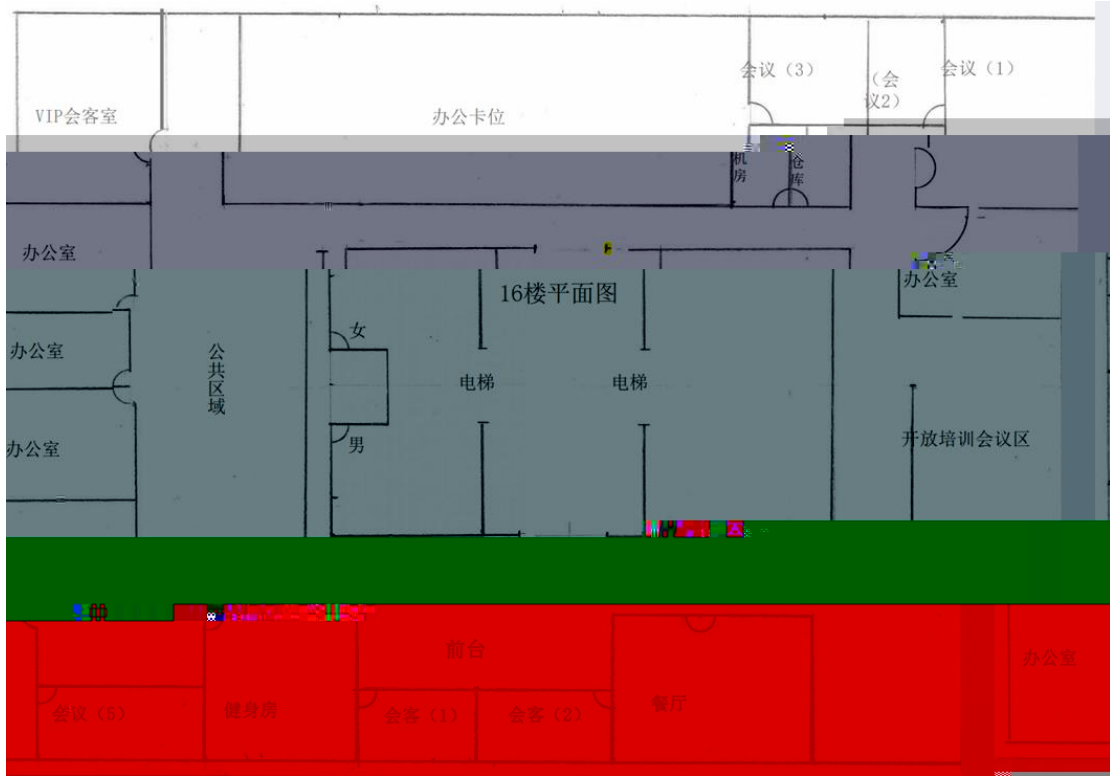 会议（3）
（会
议2）
会议（1）
VIP会客室
办公卡位
机房
仓库
办公室
办公室
16楼平面图
女
办公室
公共区域
电梯
电梯
男
办公室
开放培训会议区
前台
办公室
会议（5）
健身房
会客（1）
会客（2）
餐厅